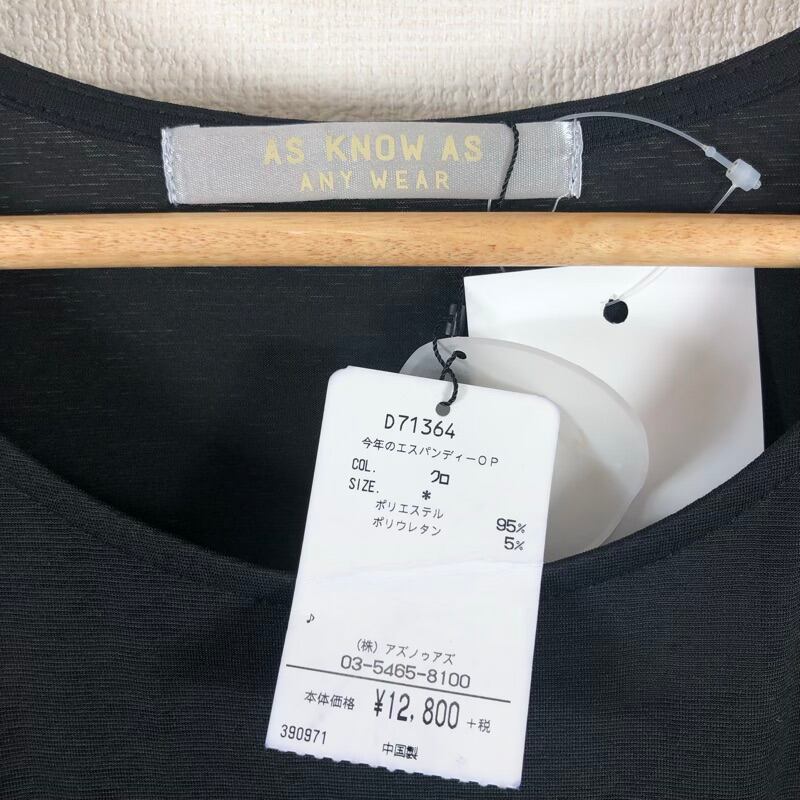 AS KNOW AS
ANY WEAR
D71364
今年のエスパンディーOP
COL. クロ
SIZE. *
ポリエステル 95%
ポリウレタン 5%
♪
(株) アズノゥアズ
03-5465-8100
本体価格 ¥12,800 +税
390971 中国製